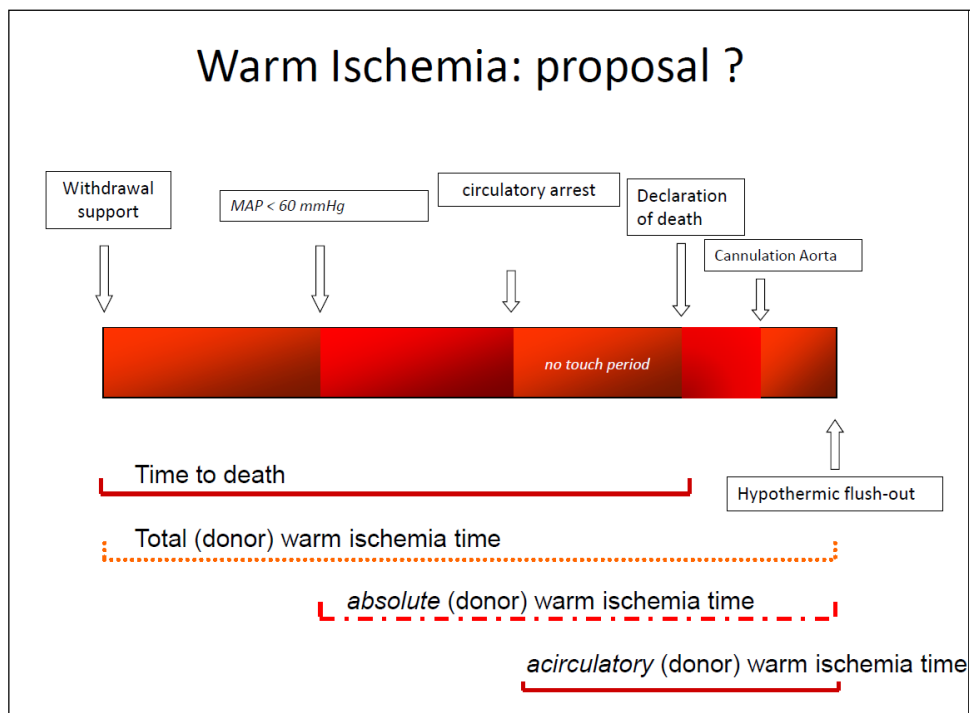 Warm Ischemia: proposal ?
Withdrawal
support
MAP < 60 mmHg
circulatory arrest
Declaration
of death
Cannulation Aorta
no touch period
Time to death
Hypothermic flush-out
Total (donor) warm ischemia time
absolute (donor) warm ischemia time
acirculatory (donor) warm ischemia time